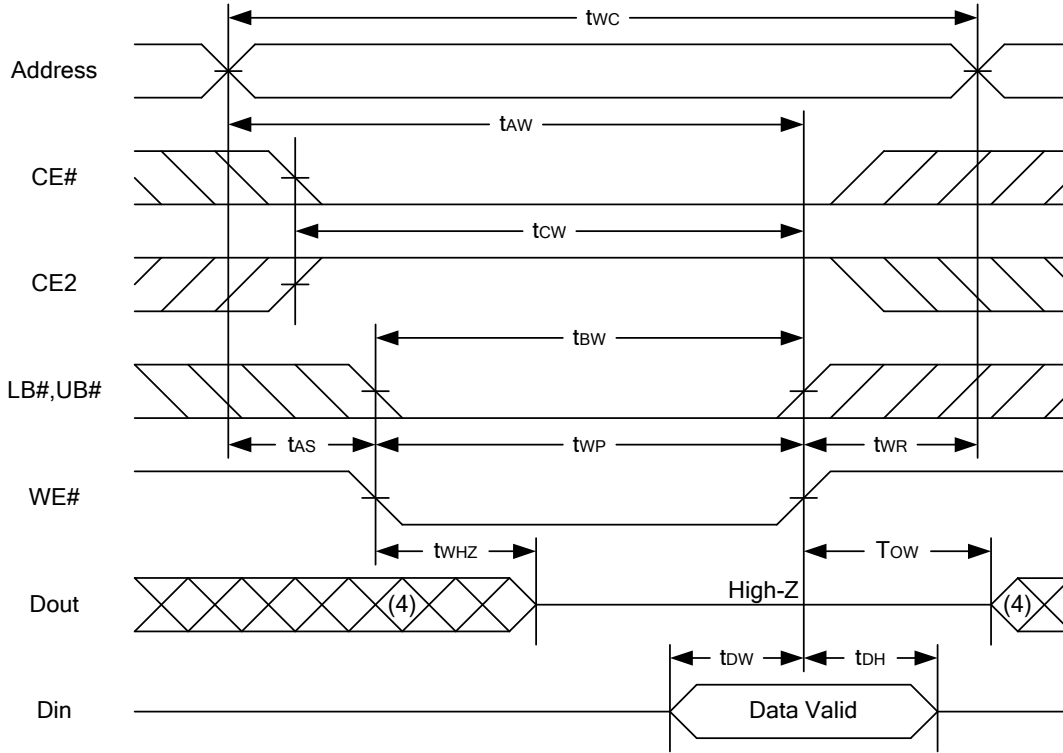 tWC
Address
tAW
CE#
tCW
CE2
tBW
LB#,UB#
tAS
tWP
tWR
WE#
tWHZ
TOW
Dout
(4)
High-Z
(4)
tDW
tDH
Din
Data Valid